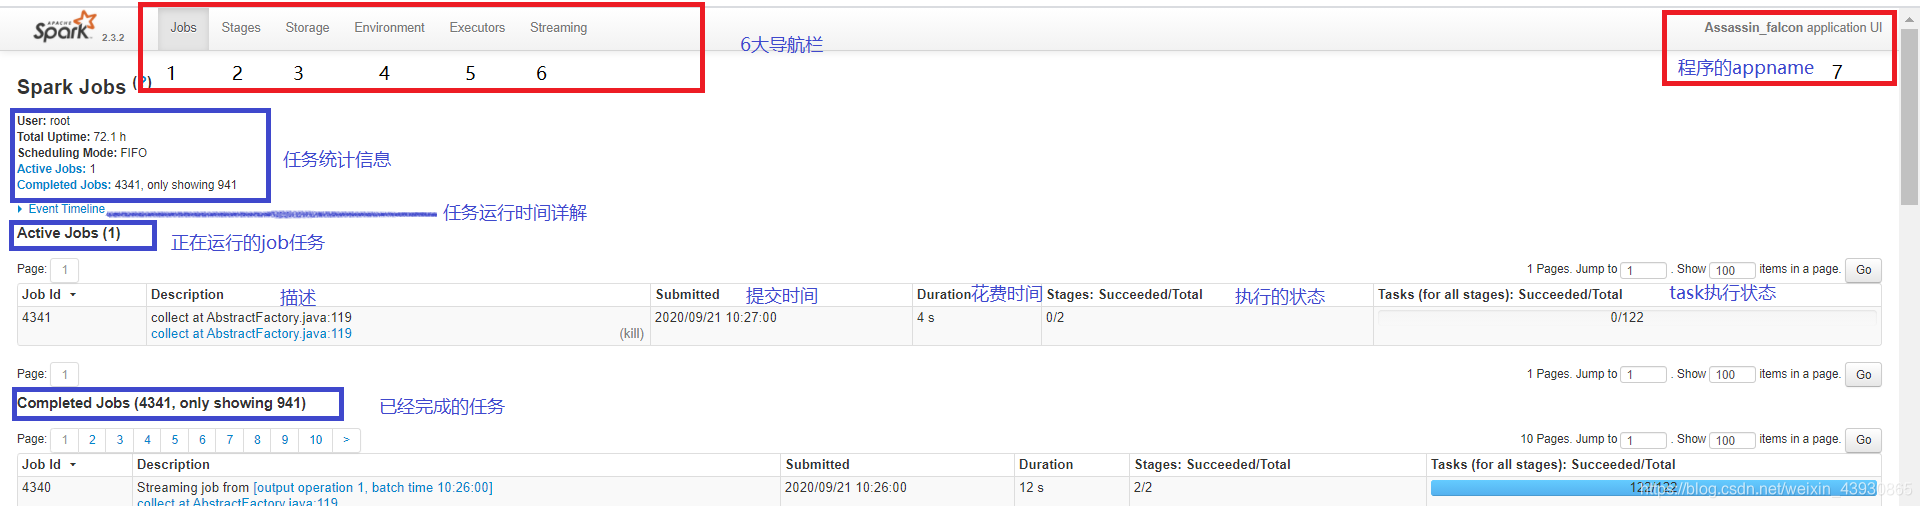 APACHE
Spark 2.3.2
Jobs Stages Storage Environment Executors Streaming
6大导航栏
Assassin_falcon application UI
1 2 3 4 5 6
程序的appname 7
Spark Jobs (?)
User: root
Total Uptime: 72.1 h
Scheduling Mode: FIFO
任务统计信息
Active Jobs: 1
Completed Jobs: 4341, only showing 941
Event Timeline
任务运行时间详解
Active Jobs (1)
正在运行的job任务
Page: 1
1 Pages. Jump to 1 . Show 100 items in a page. Go
Job Id Description 描述 Submitted 提交时间 Duration 花费时间 Stages: Succeeded/Total 执行的状态 Tasks (for all stages): Succeeded/Total task执行状态
4341 collect at AbstractFactory.java:119 2020/09/21 10:27:00 4 s 0/2 0/122
collect at AbstractFactory.java:119 (kill)
Page: 1
1 Pages. Jump to 1 . Show 100 items in a page. Go
Completed Jobs (4341, only showing 941)
已经完成的任务
Page: 1 2 3 4 5 6 7 8 9 10 >
10 Pages. Jump to 1 . Show 100 items in a page. Go
Job Id Description Submitted Duration Stages: Succeeded/Total Tasks (for all stages): Succeeded/Total
4340 Streaming job from [output operation 1, batch time 10:26:00] 2020/09/21 10:26:00 12 s 2/2 122/122
https://blog.csdn.net/weixin_43930865
collect at AbstractFactory.java:119